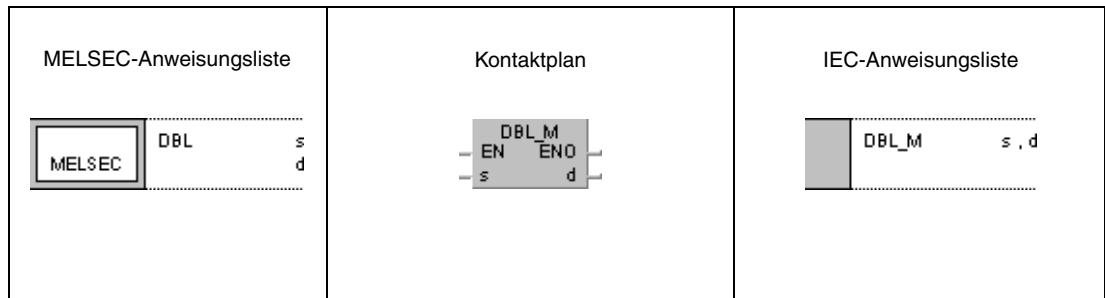 MELSEC-Anweisungsliste
MELSEC
DBL s
d
Kontaktplan
DBL_M
EN ENO
s d
IEC-Anweisungsliste
DBL_M s , d